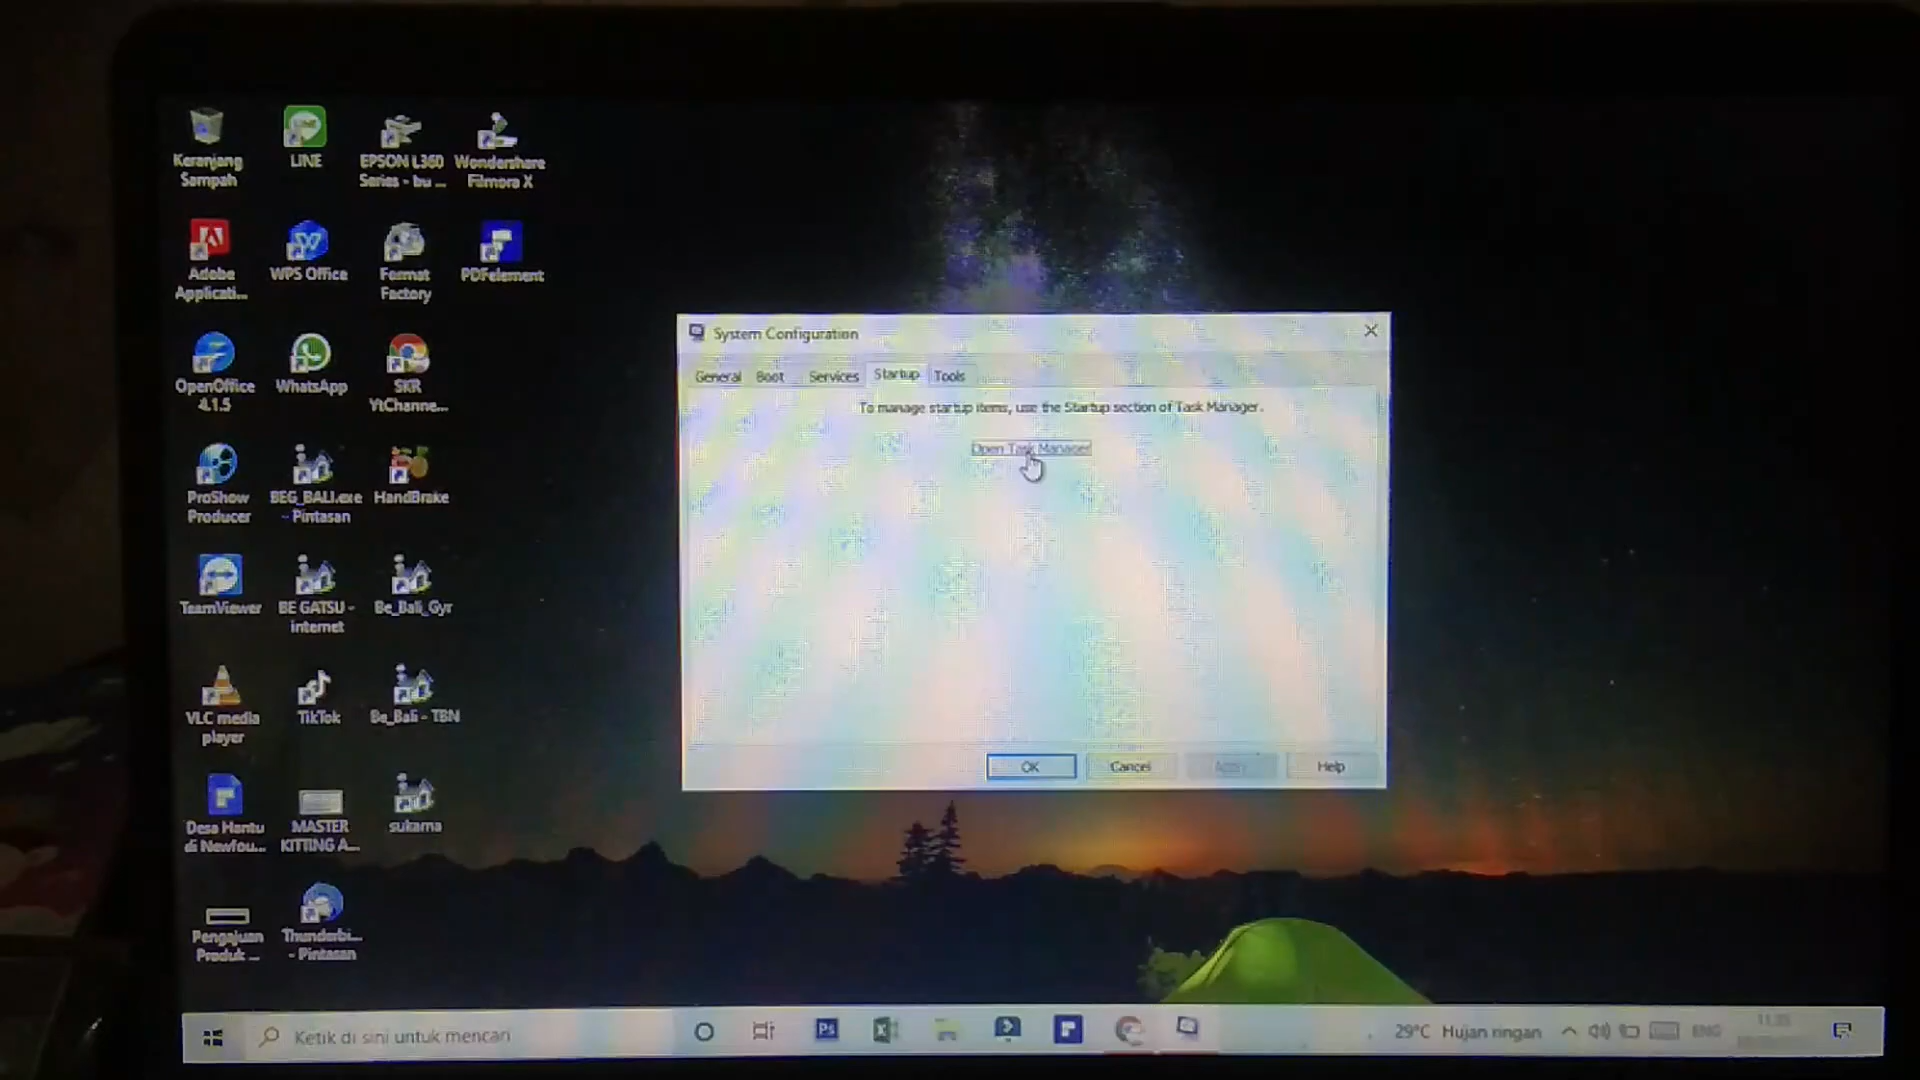 Keranjang
Sampah
LINE
EPSON L360
Series - bu ...
Wondershare
Filmora X
Adobe
Applicati...
WPS Office
Format
Factory
PDFelement
OpenOffice
4.1.5
WhatsApp
SKR
YtChanne...
ProShow
Producer
BEG_BALI.exe
- Pintasan
HandBrake
TeamViewer
BE GATSU -
internet
Be_Bali_Gyr
VLC media
player
TikTok
Be_Bali - TBN
Desa Hantu
di Newfou...
MASTER
KITTING A...
sukarna
Pengajuan
Produk ...
Thunderbi...
- Pintasan
System Configuration
General Boot Services Startup Tools
To manage startup items, use the Startup section of Task Manager.
Open Task Manager
OK Cancel Apply Help
Ketik di sini untuk mencari
Ps
29°C Hujan ringan
ENG